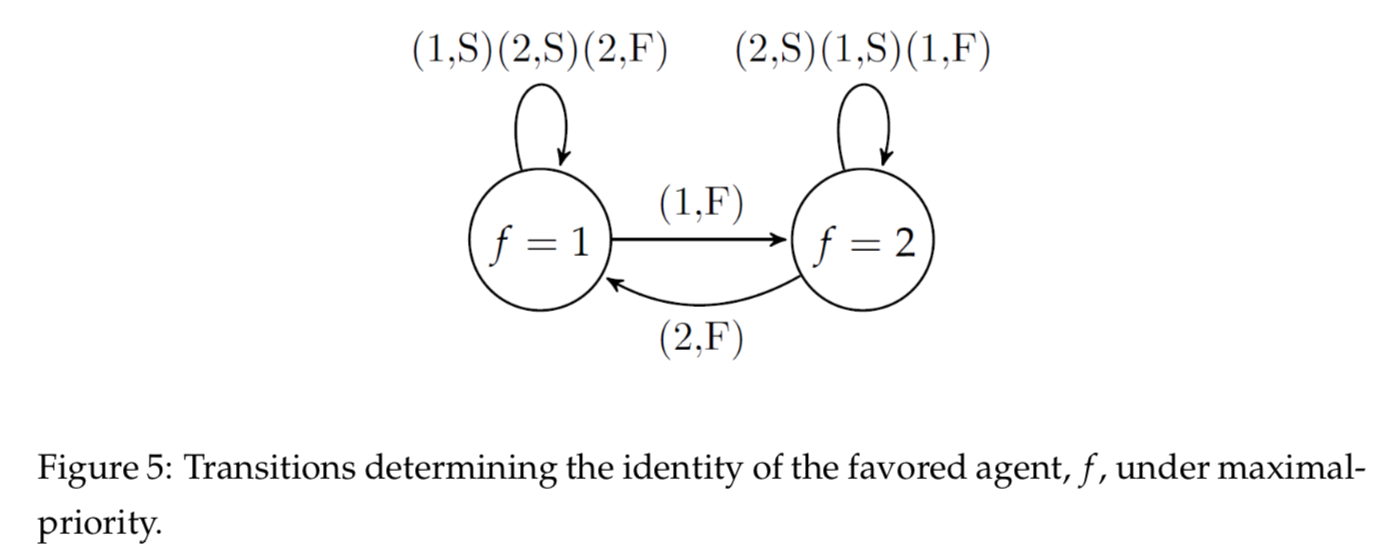 (1,S)(2,S)(2,F) (2,S)(1,S)(1,F)
(1,F)
f = 1 f = 2
(2,F)
Figure 5: Transitions determining the identity of the favored agent, f, under maximal-
priority.